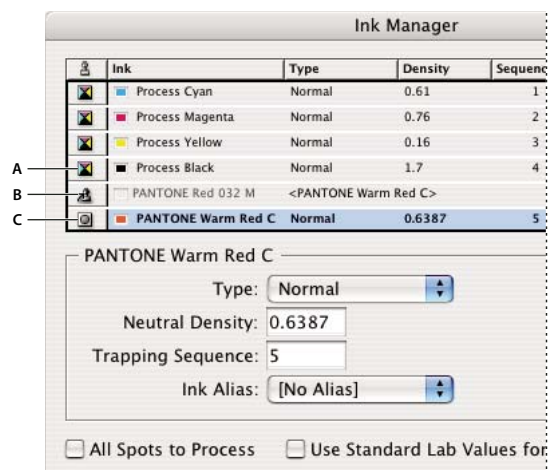 Ink Manager
Ink Type Density Sequenc
Process Cyan Normal 0.61 1
Process Magenta Normal 0.76 2
Process Yellow Normal 0.16 3
A Process Black Normal 1.7 4
B PANTONE Red 032 M <PANTONE Warm Red C>
C PANTONE Warm Red C Normal 0.6387 5
PANTONE Warm Red C
Type: Normal
Neutral Density: 0.6387
Trapping Sequence: 5
Ink Alias: [No Alias]
All Spots to Process Use Standard Lab Values for